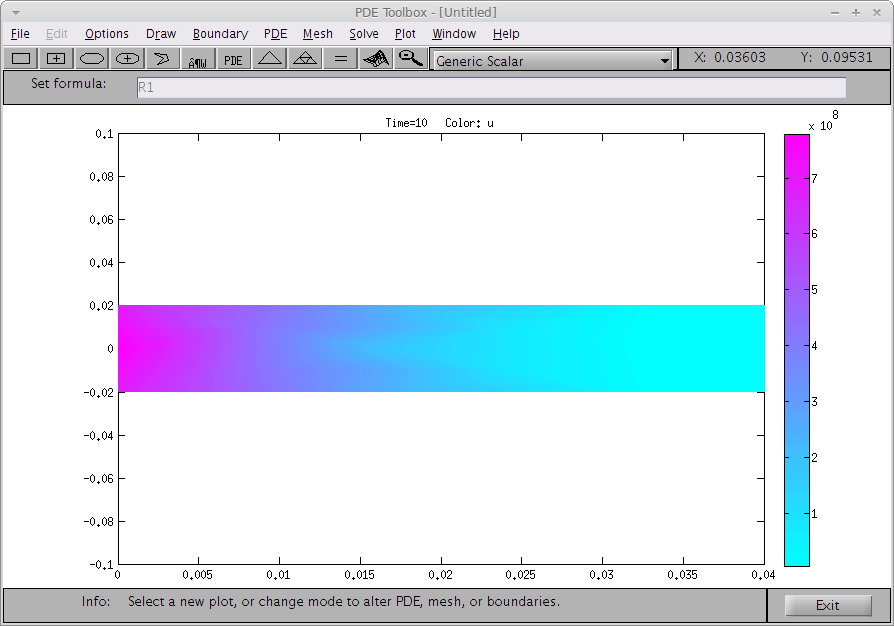 PDE Toolbox - [Untitled]
File Edit Options Draw Boundary PDE Mesh Solve Plot Window Help
â¶W PDE Generic Scalar X: 0.03603 Y: 0.09531
Set formula: R1
Time=10 Color: u
x 10^8
0.1
0.08
0.06
0.04
0.02
0
-0.02
-0.04
-0.06
-0.08
-0.1
0 0.005 0.01 0.015 0.02 0.025 0.03 0.035 0.04
7
6
5
4
3
2
1
Info: Select a new plot, or change mode to alter PDE, mesh, or boundaries.
Exit